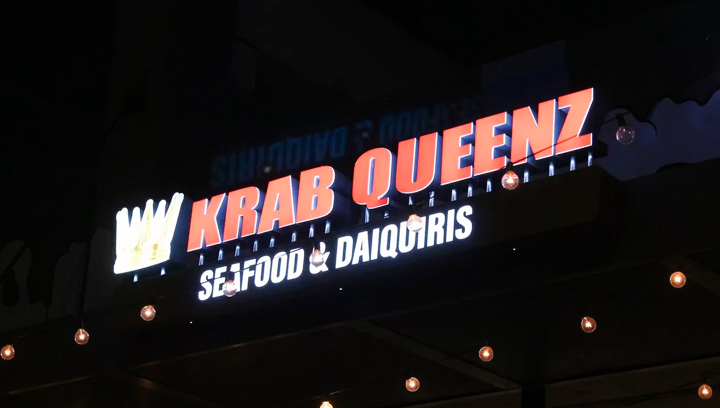 KRAB QUEENZ
SEAFOOD & DAIQUIRIS